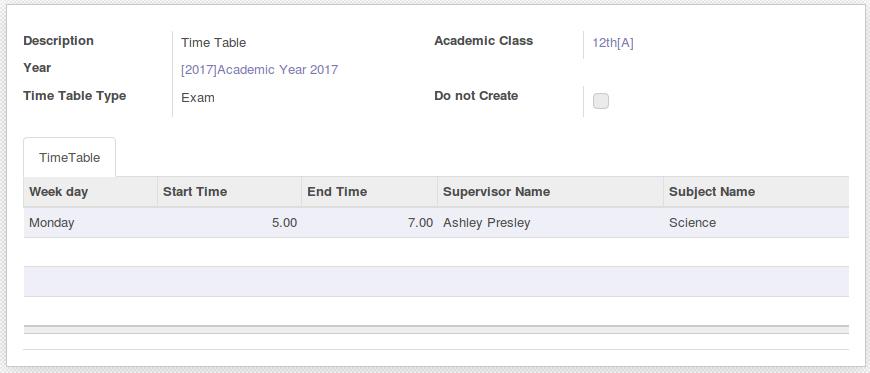 Description Time Table Academic Class 12th[A]
Year [2017]Academic Year 2017
Time Table Type Exam Do not Create
TimeTable
Week day Start Time End Time Supervisor Name Subject Name
Monday 5.00 7.00 Ashley Presley Science